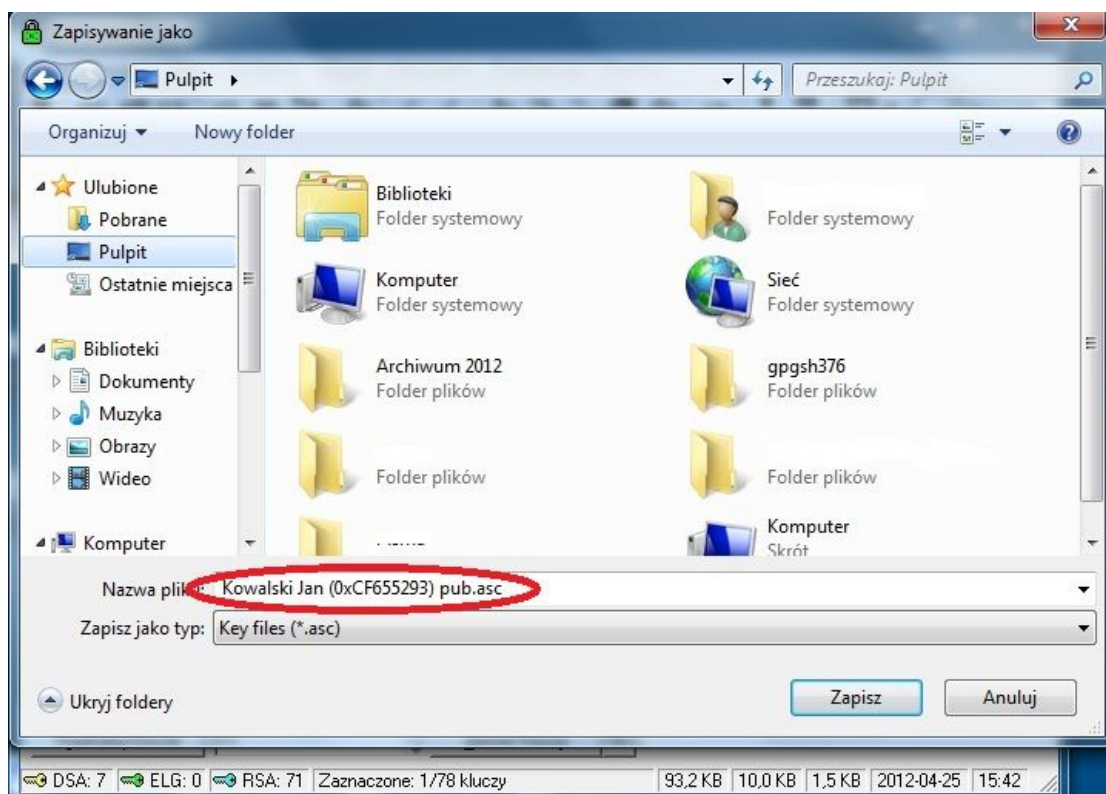 Zapisywanie jako
Pulpit
Przeszukaj: Pulpit
Organizuj
Nowy folder
Ulubione
Pobrane
Pulpit
Ostatnie miejsca
Biblioteki
Dokumenty
Muzyka
Obrazy
Wideo
Komputer
Biblioteki
Folder systemowy
Folder systemowy
Komputer
Folder systemowy
Sieć
Folder systemowy
Archiwum 2012
Folder plików
gpgsh376
Folder plików
Folder plików
Folder plików
Komputer
Skrót
Nazwa pliku: Kowalski Jan (0xCF655293) pub.asc
Zapisz jako typ: Key files (*.asc)
Ukryj foldery
Zapisz
Anuluj
DSA: 7 ELG: 0 RSA: 71 Zaznaczone: 1/78 kluczy 93,2 KB 10,0 KB 1,5 KB 2012-04-25 15:42